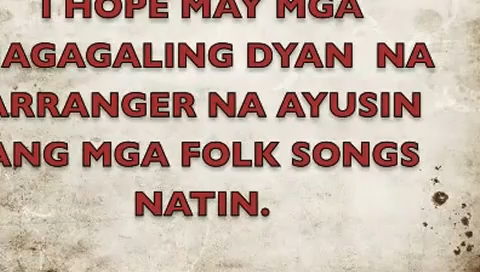 I HOPE MAY MGA
AGAGALING DYAN NA
ARRANGER NA AYUSIN
ANG MGA FOLK SONGS
NATIN.